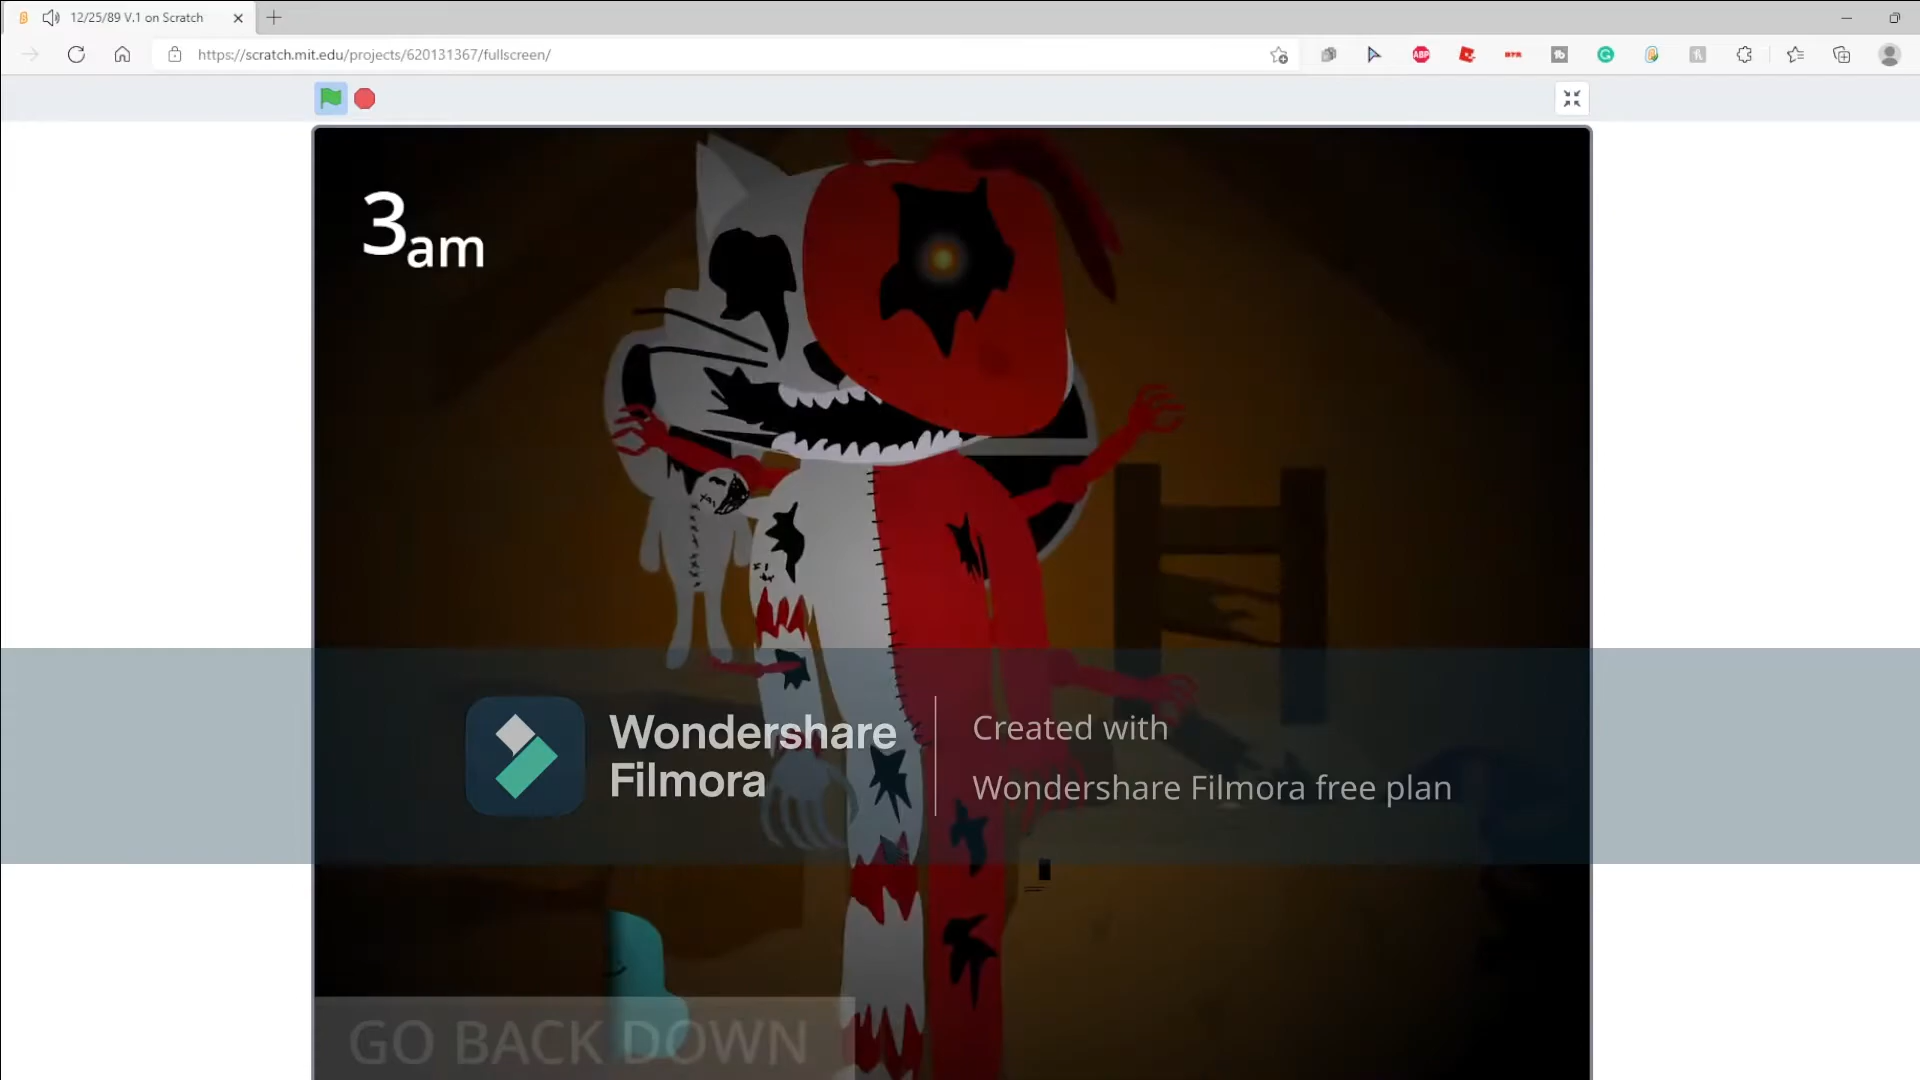 12/25/89 V.1 on Scratch
https://scratch.mit.edu/projects/620131367/fullscreen/
ABP
3am
Wondershare
Filmora
Created with
Wondershare Filmora free plan
GO BACK DOWN